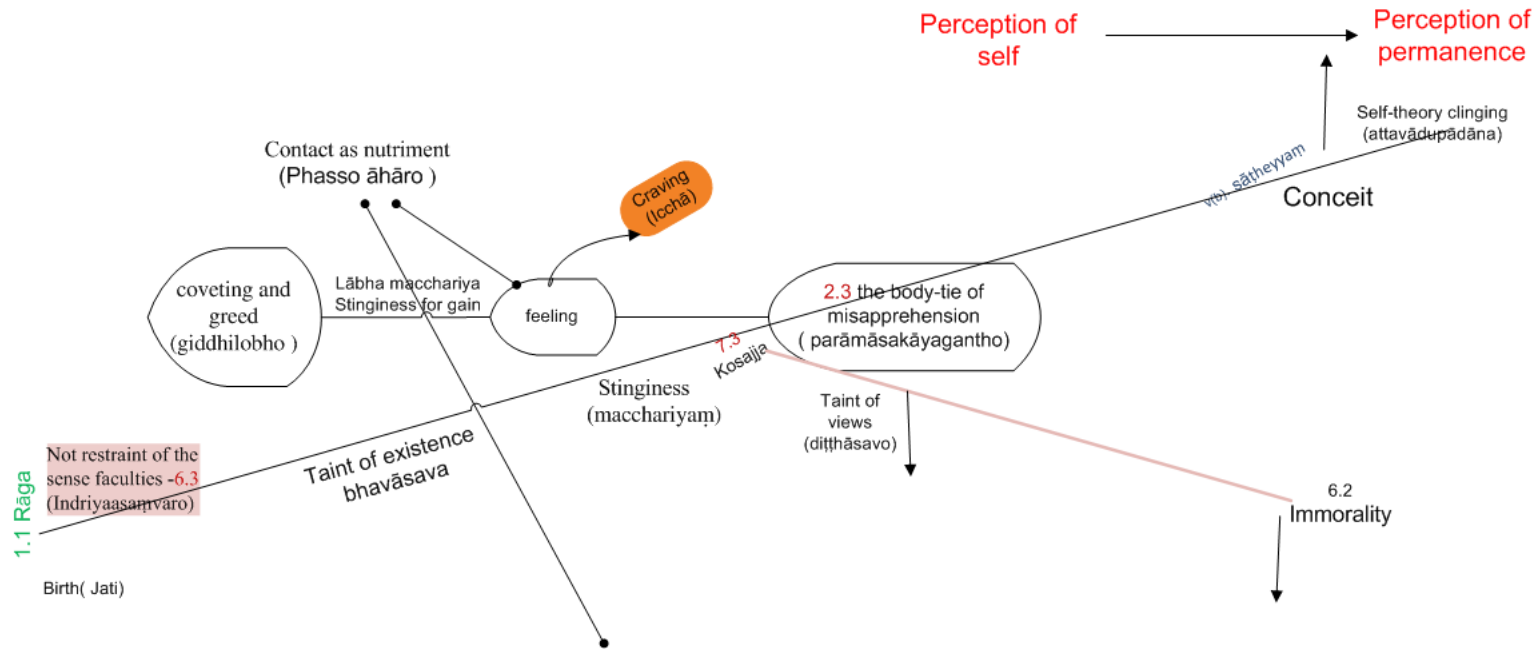 Perception of
self
Perception of
permanence
Self-theory clinging
(attavādupādāna)
v(b). sāṭheyyaṃ
Conceit
Contact as nutriment
(Phasso āhāro )
Craving
(Icchā)
coveting and
greed
(giddhilobho )
Lābha macchariya
Stinginess for gain
feeling
2.3 the body-tie of
misapprehension
( parāmāsakāyagantho)
7.3
Kosajja
Stinginess
(macchariyaṃ)
Taint of
views
(diṭṭhāsavo)
Taint of existence
bhavāsava
Not restraint of the
sense faculties -6.3
(Indriyaasaṃvaro)
1.1 Rāga
6.2
Immorality
Birth( Jati)